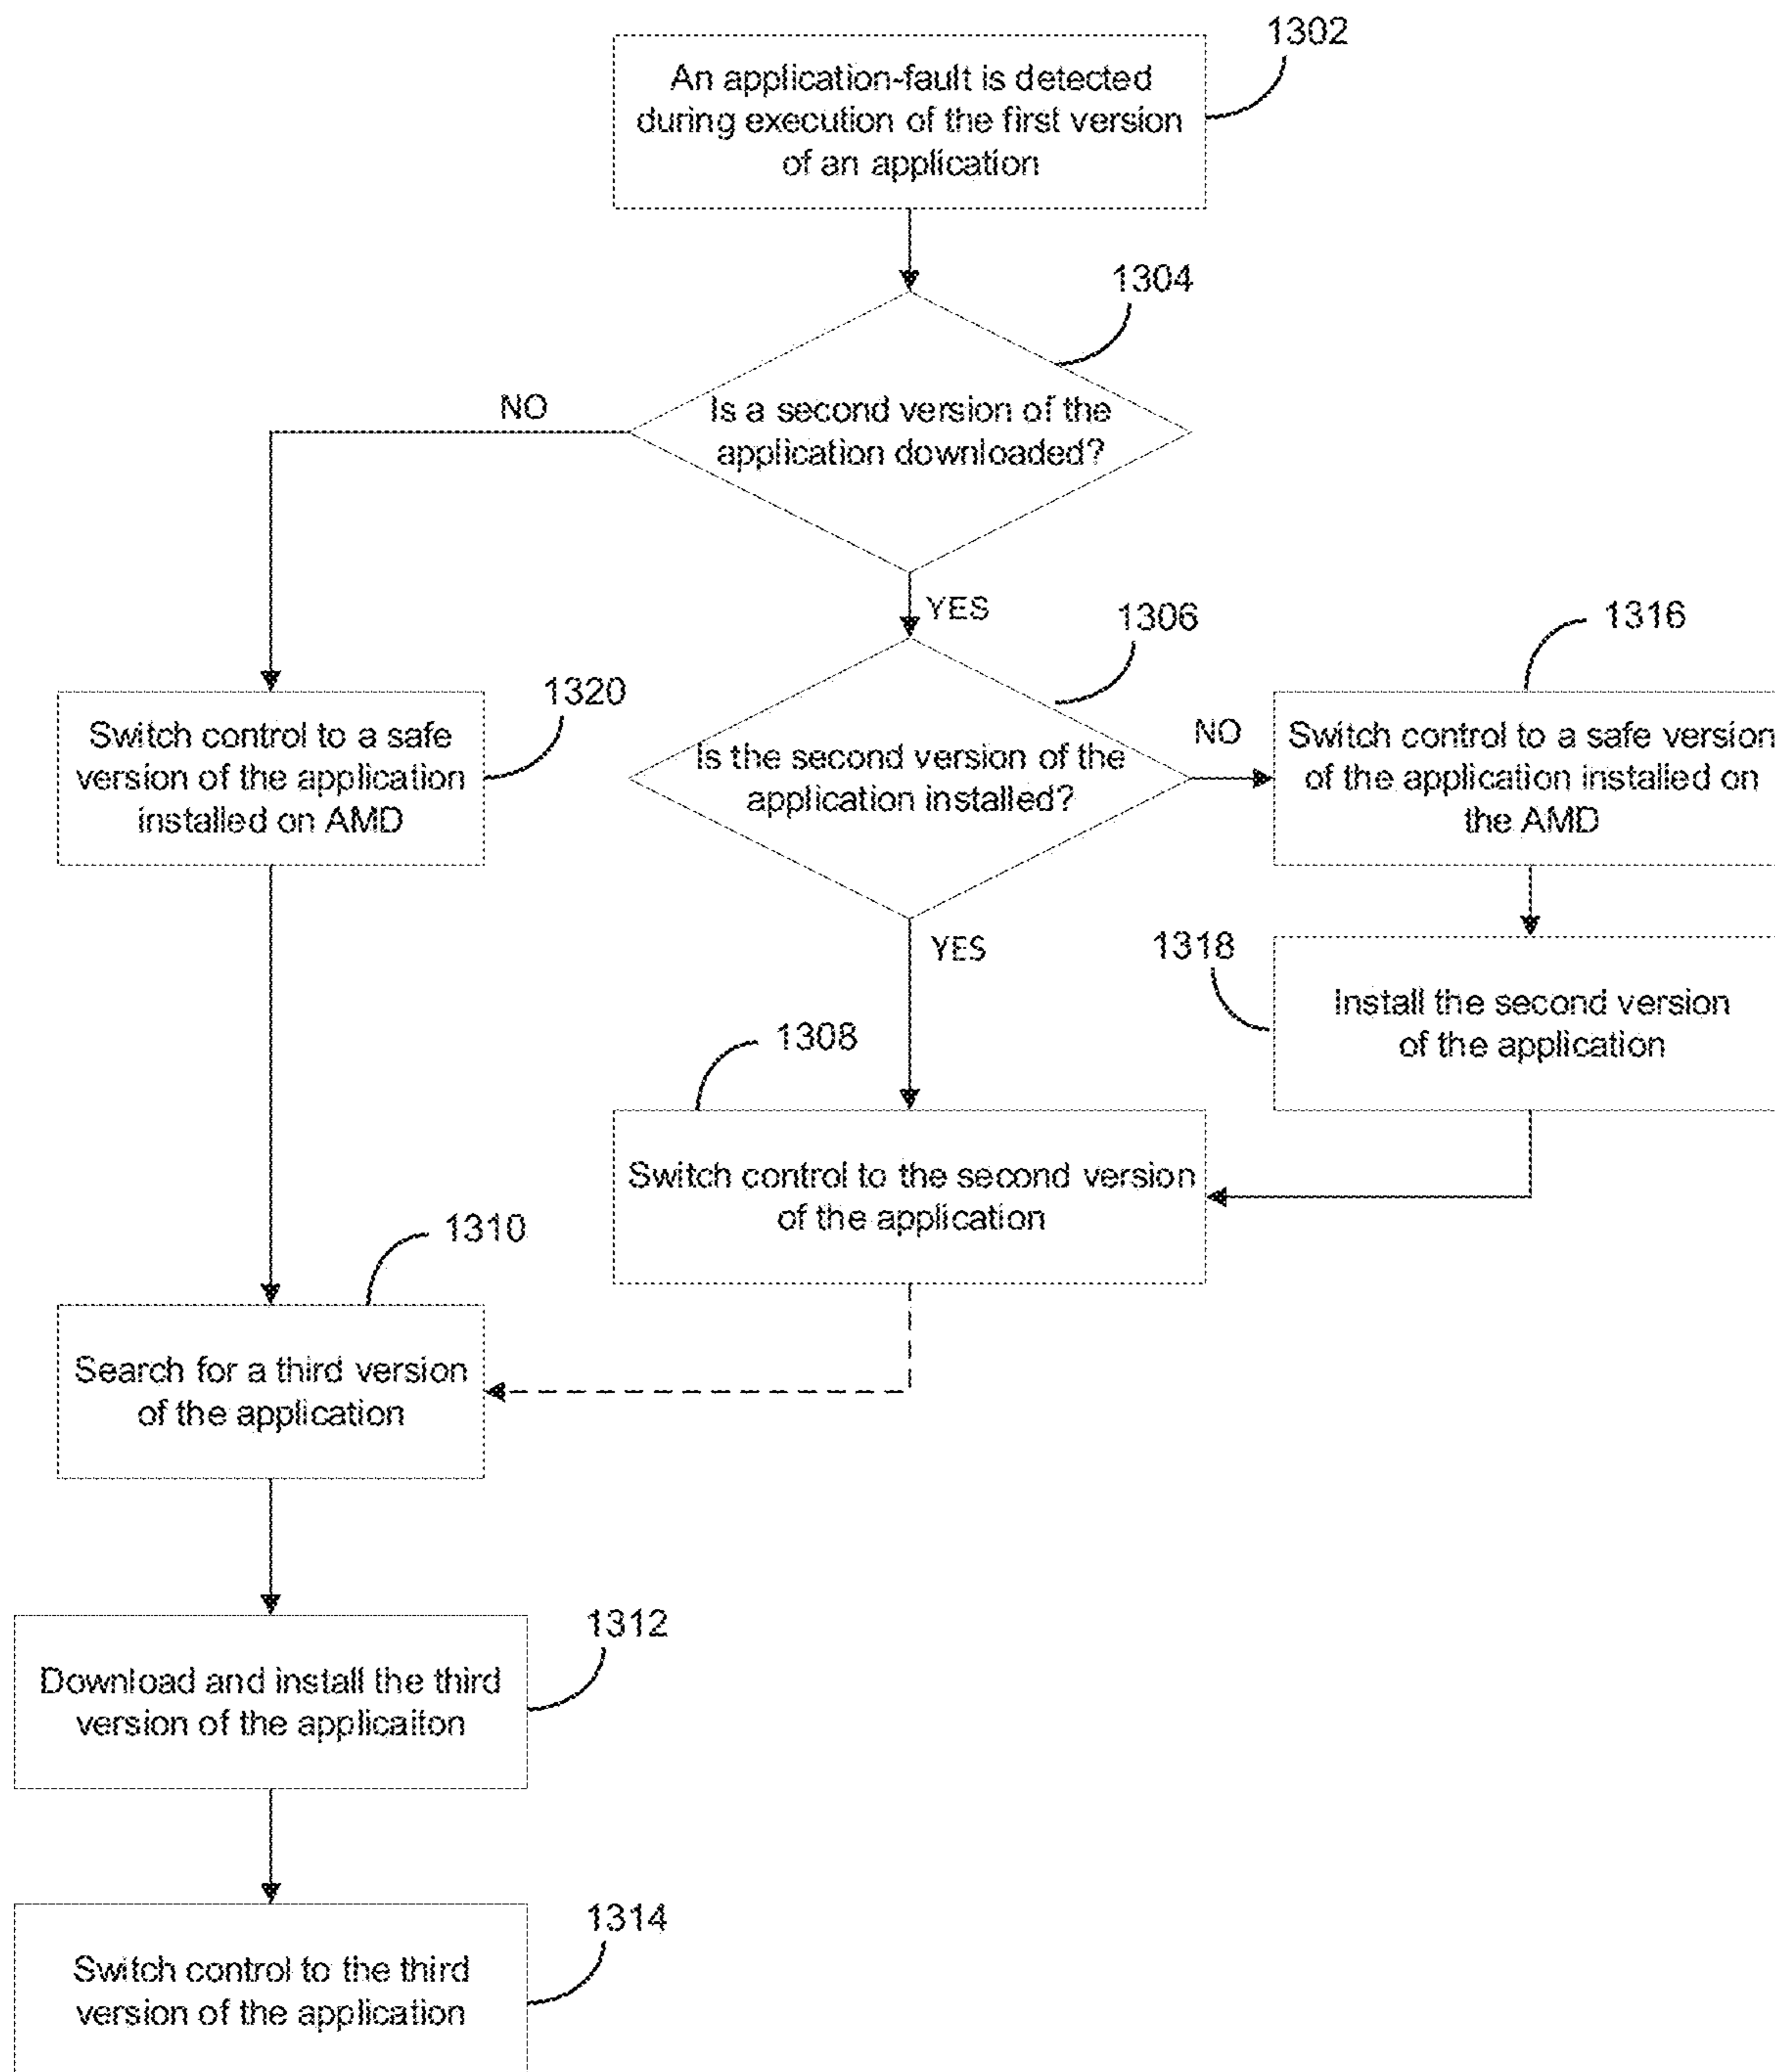 1302
An application-fault is detected
during execution of the first version
of an application
1304
NO
Is a second version of the
application downloaded?
YES
1306
1316
1320
Switch control to a safe
version of the application
installed on AMD
Is the second version of the
application installed?
NO
Switch control to a safe version
of the application installed on
the AMD
YES
1318
Install the second version
of the application
1308
Switch control to the second version
of the application
1310
Search for a third version
of the application
1312
Download and install the third
version of the applicaiton
1314
Switch control to the third
version of the application